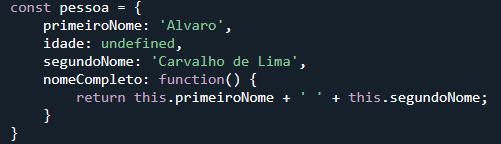 const pessoa = {
    primeiroNome: 'Alvaro',
    idade: undefined,
    segundoNome: 'Carvalho de Lima',
    nomeCompleto: function() {
        return this.primeiroNome + ' ' + this.segundoNome;
    }
}